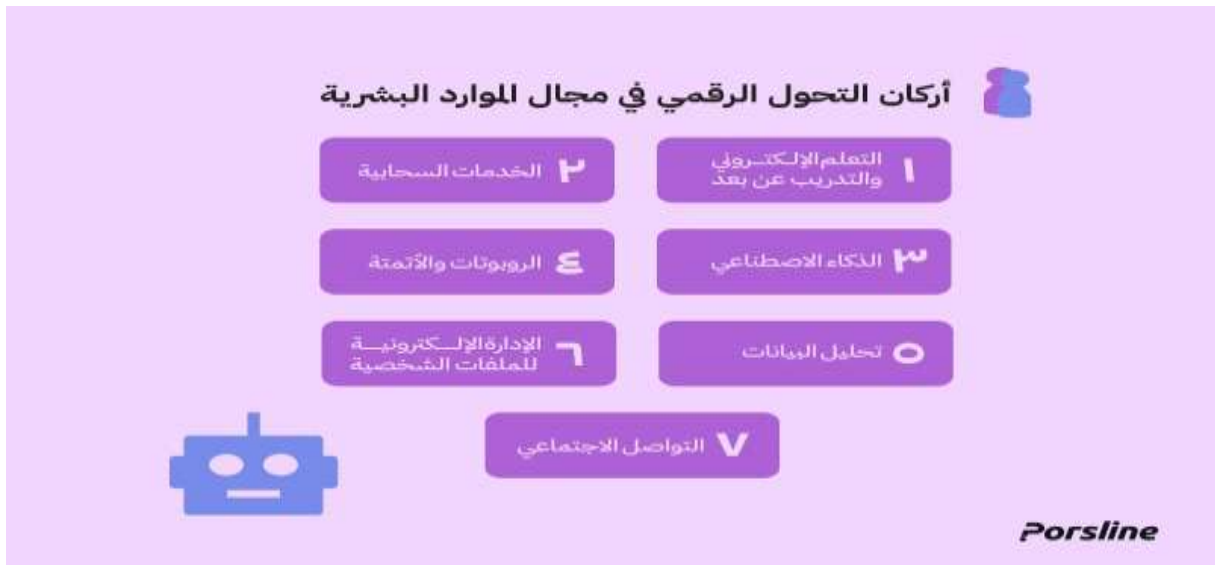 أركان التحول الرقمي في مجال الموارد البشرية
١ التعلم الإلكتروني
والتدريب عن بعد
٢ الخدمات السحابية
٣ الذكاء الاصطناعي
٤ الروبوتات والأتمتة
٥ تحليل البيانات
٦ الإدارة الإلكترونية
للملفات الشخصية
٧ التواصل الاجتماعي
Porsline